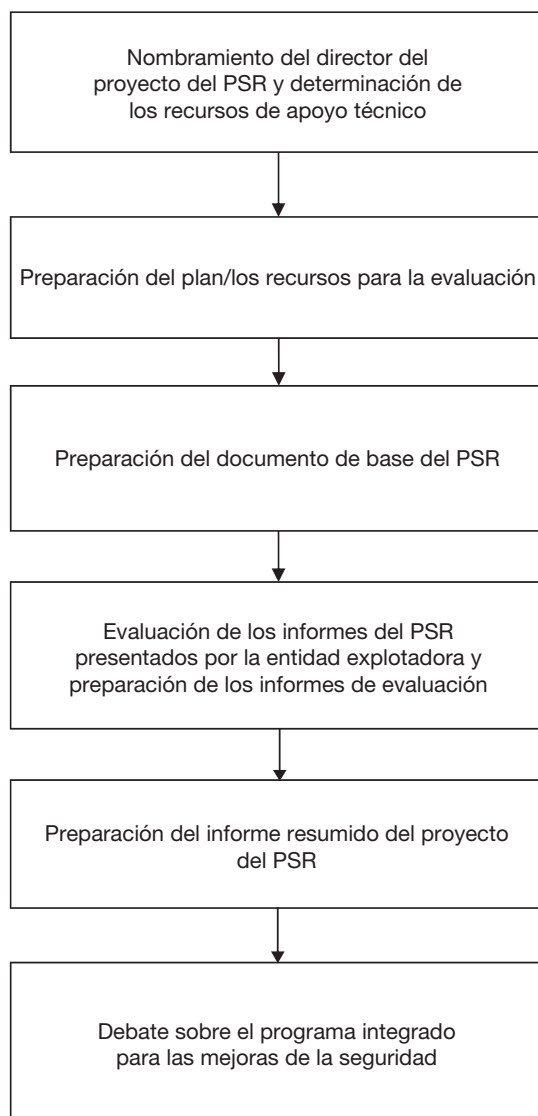 Nombramiento del director del
proyecto del PSR y determinación de
los recursos de apoyo técnico
Preparación del plan/los recursos para la evaluación
Preparación del documento de base del PSR
Evaluación de los informes del PSR
presentados por la entidad explotadora y
preparación de los informes de evaluación
Preparación del informe resumido del proyecto
del PSR
Debate sobre el programa integrado
para las mejoras de la seguridad